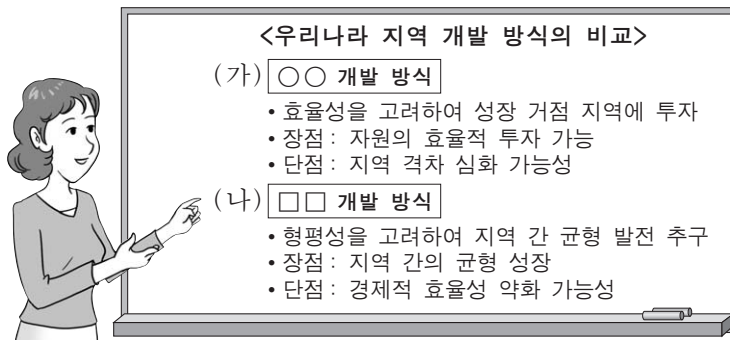 <우리나라 지역 개발 방식의 비교>
(가) ○○ 개발 방식
• 효율성을 고려하여 성장 거점 지역에 투자
• 장점 : 자원의 효율적 투자 가능
• 단점 : 지역 격차 심화 가능성
(나) □□ 개발 방식
• 형평성을 고려하여 지역 간 균형 발전 추구
• 장점 : 지역 간의 균형 성장
• 단점 : 경제적 효율성 약화 가능성